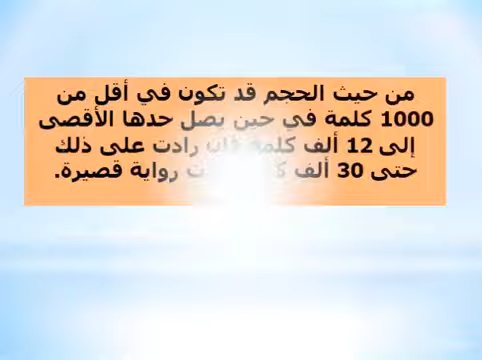 من حيث الحجم قد تكون في أقل من
1000 كلمة في حين يصل حدها الأقصى
إلى 12 ألف كلمة فإن زادت على ذلك
حتى 30 ألف رواية قصيرة.